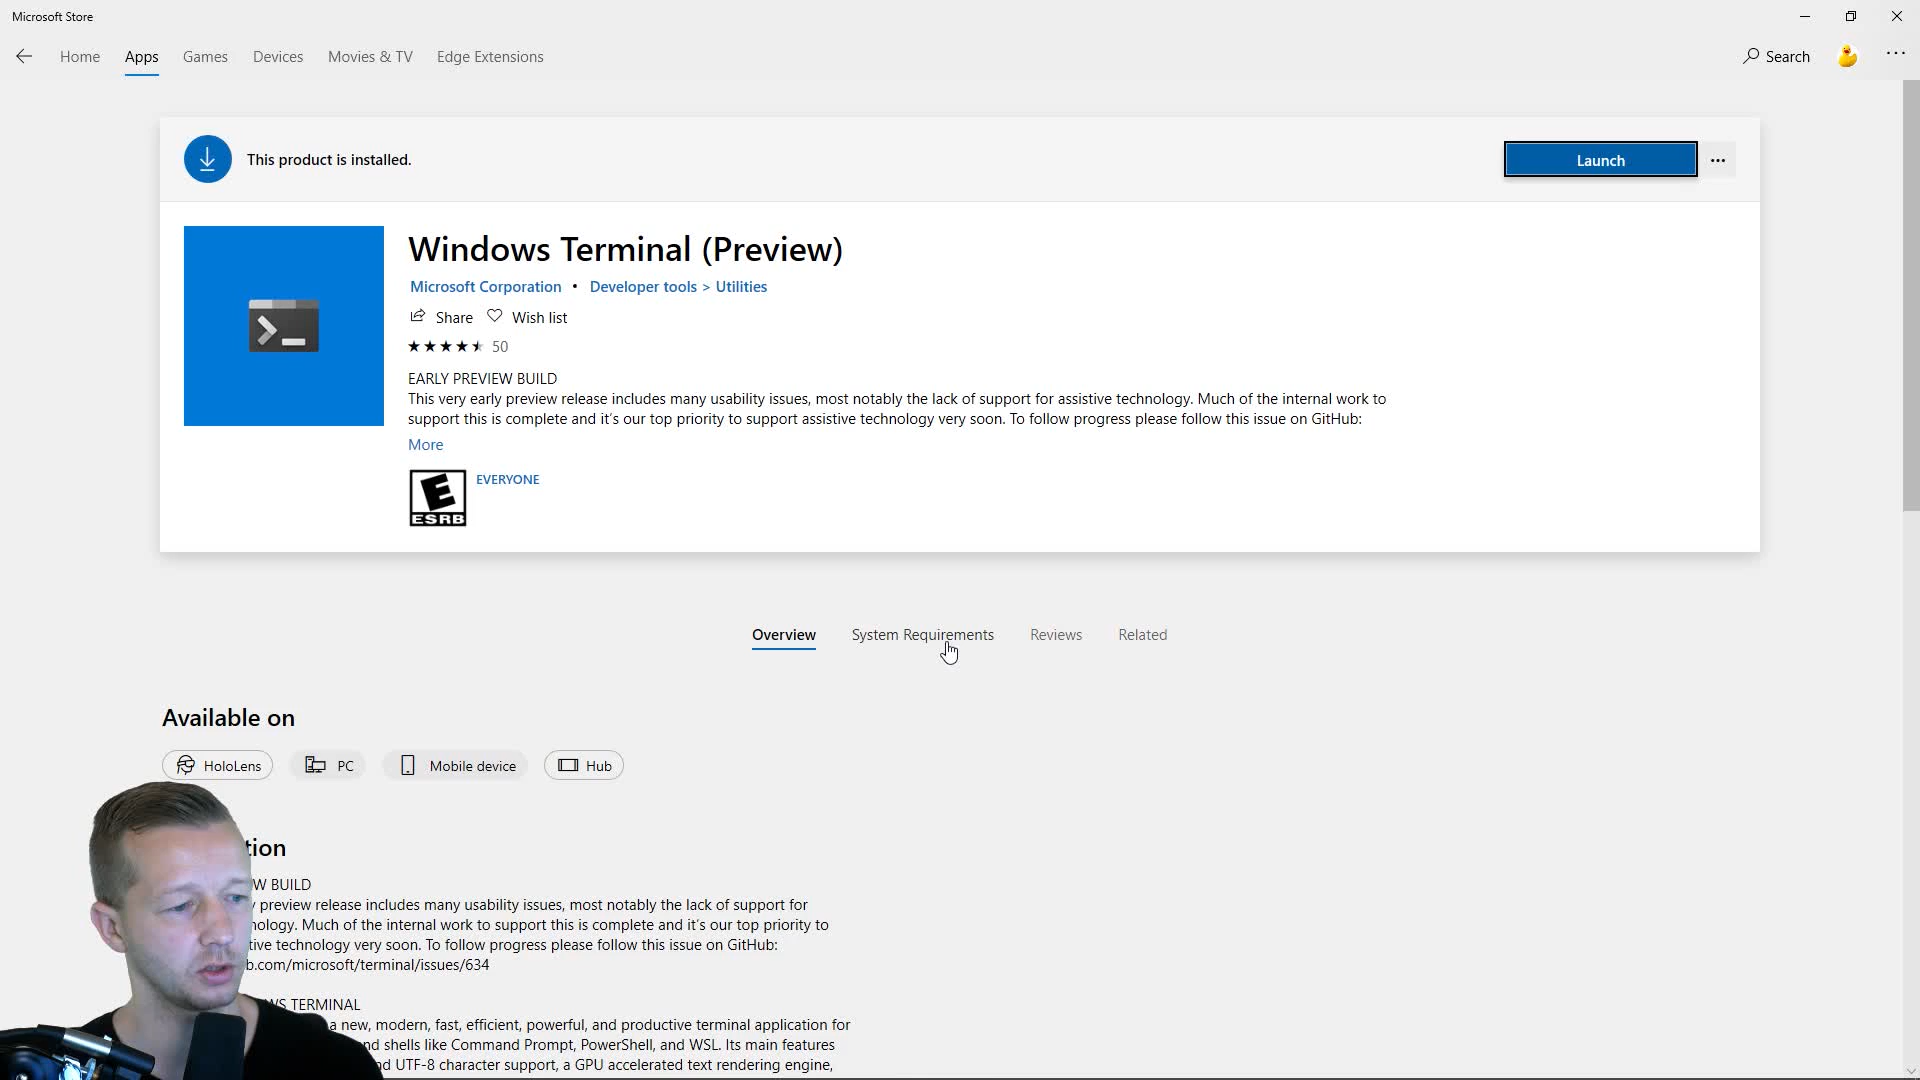 Microsoft Store
Home Apps Games Devices Movies & TV Edge Extensions Search
This product is installed.
Launch
Windows Terminal (Preview)
Microsoft Corporation • Developer tools > Utilities
Share Wish list
50
EARLY PREVIEW BUILD
This very early preview release includes many usability issues, most notably the lack of support for assistive technology. Much of the internal work to
support this is complete and it's our top priority to support assistive technology very soon. To follow progress please follow this issue on GitHub:
More
E
ESRB
EVERYONE
Overview System Requirements Reviews Related
Available on
HoloLens PC Mobile device Hub
tion
W BUILD
preview release includes many usability issues, most notably the lack of support for
nology. Much of the internal work to support this is complete and it's our top priority to
tive technology very soon. To follow progress please follow this issue on GitHub:
b.com/microsoft/terminal/issues/634
WS TERMINAL
a new, modern, fast, efficient, powerful, and productive terminal application for
nd shells like Command Prompt, PowerShell, and WSL. Its main features
nd UTF-8 character support, a GPU accelerated text rendering engine,